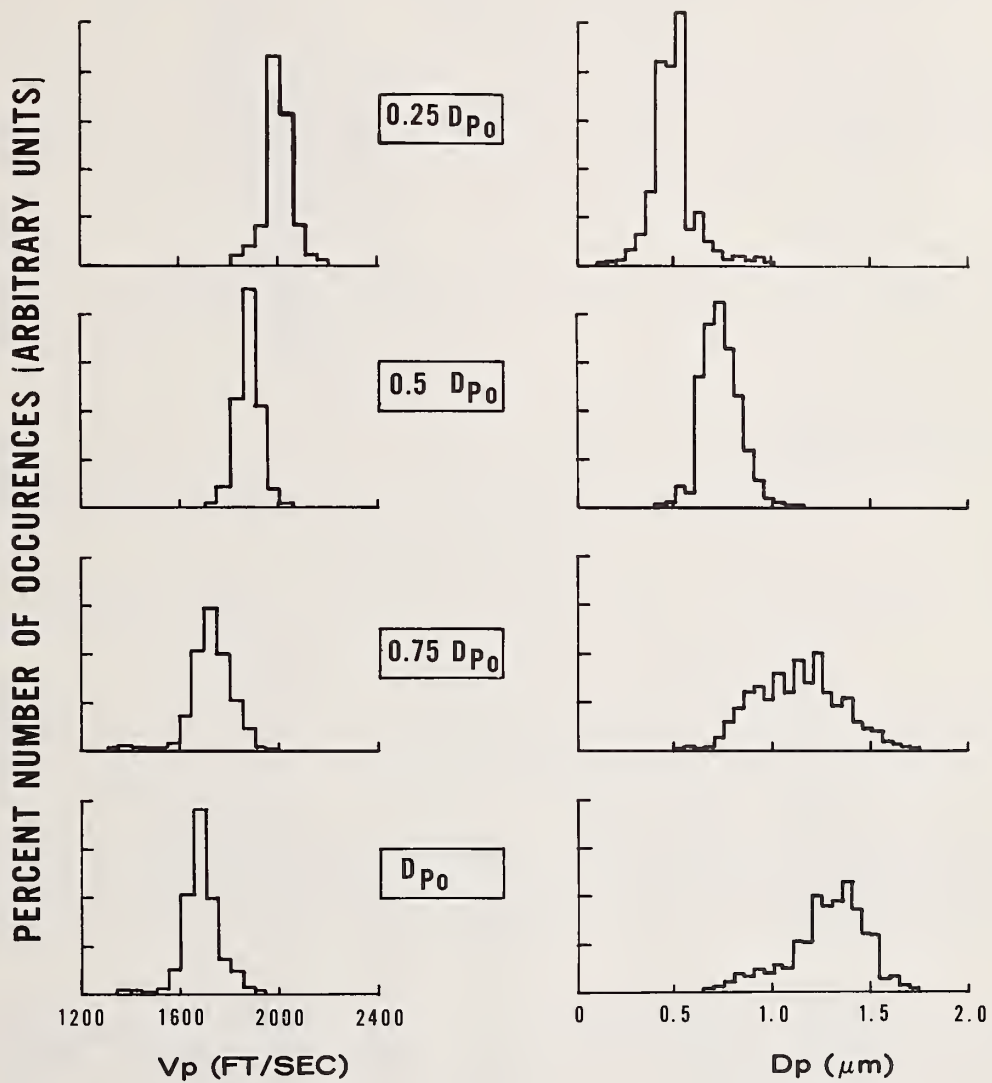 PERCENT NUMBER OF OCCURENCES (ARBITRARY UNITS)
0.25 DPo
0.5 DPo
0.75 DPo
DPo
1200 1600 2000 2400
0 0.5 1.0 1.5 2.0
Vp (FT/SEC)
Dp (μm)